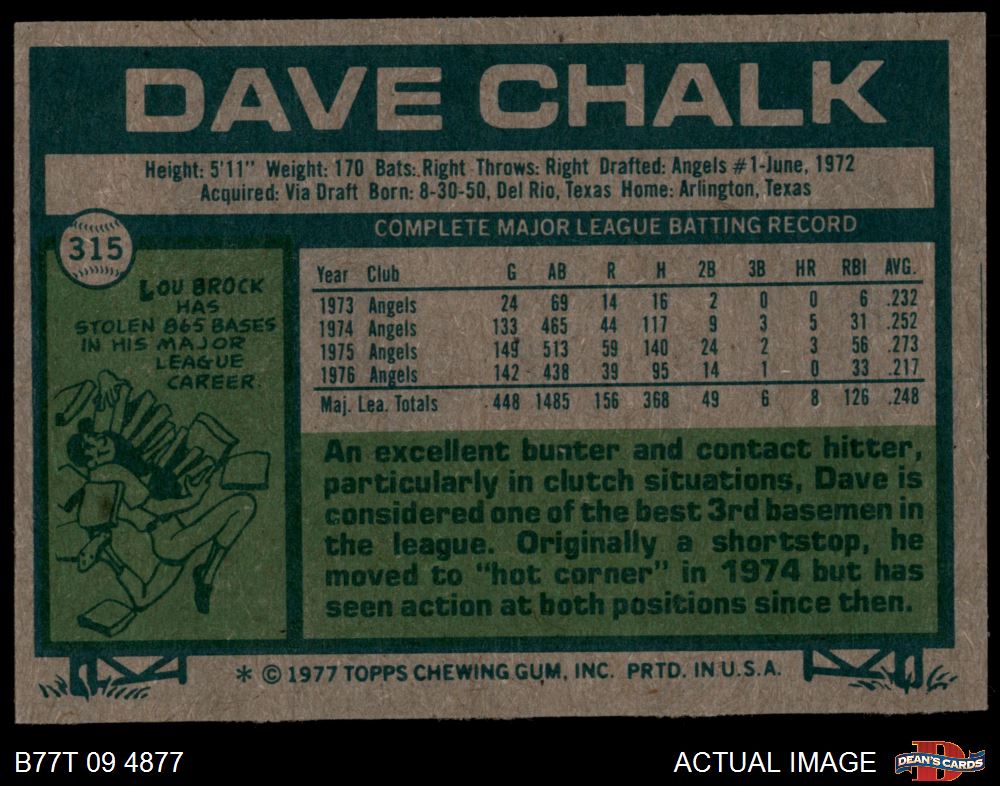 DAVE CHALK
Height: 5'11" Weight: 170 Bats: Right Throws: Right Drafted: Angels #1-June, 1972
Acquired: Via Draft Born: 8-30-50, Del Rio, Texas Home: Arlington, Texas
315
COMPLETE MAJOR LEAGUE BATTING RECORD
LOU BROCK
HAS
STOLEN 865 BASES
IN HIS MAJOR
LEAGUE
CAREER.
Year Club G AB R H 2B 3B HR RBI AVG.
1973 Angels 24 69 14 16 2 0 0 6 .232
1974 Angels 133 465 44 117 9 3 5 31 .252
1975 Angels 149 513 59 140 24 2 3 56 .273
1976 Angels 142 438 39 95 14 1 0 33 .217
Maj. Lea. Totals 448 1485 156 368 49 6 8 126 .248
An excellent bunter and contact hitter,
particularly in clutch situations, Dave is
considered one of the best 3rd basemen in
the league. Originally a shortstop, he
moved to "hot corner" in 1974 but has
seen action at both positions since then.
* © 1977 TOPPS CHEWING GUM, INC. PRTD. IN U.S.A.
B77T 09 4877
ACTUAL IMAGE
D
DEAN'S CARDS